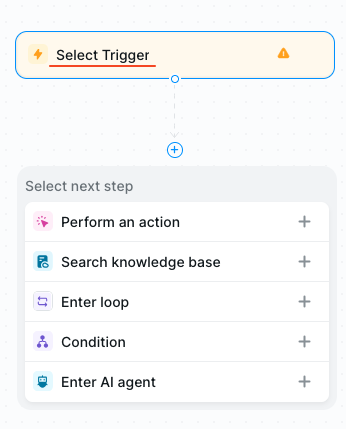 Select Trigger
Select next step
Perform an action
Search knowledge base
Enter loop
Condition
Enter AI agent